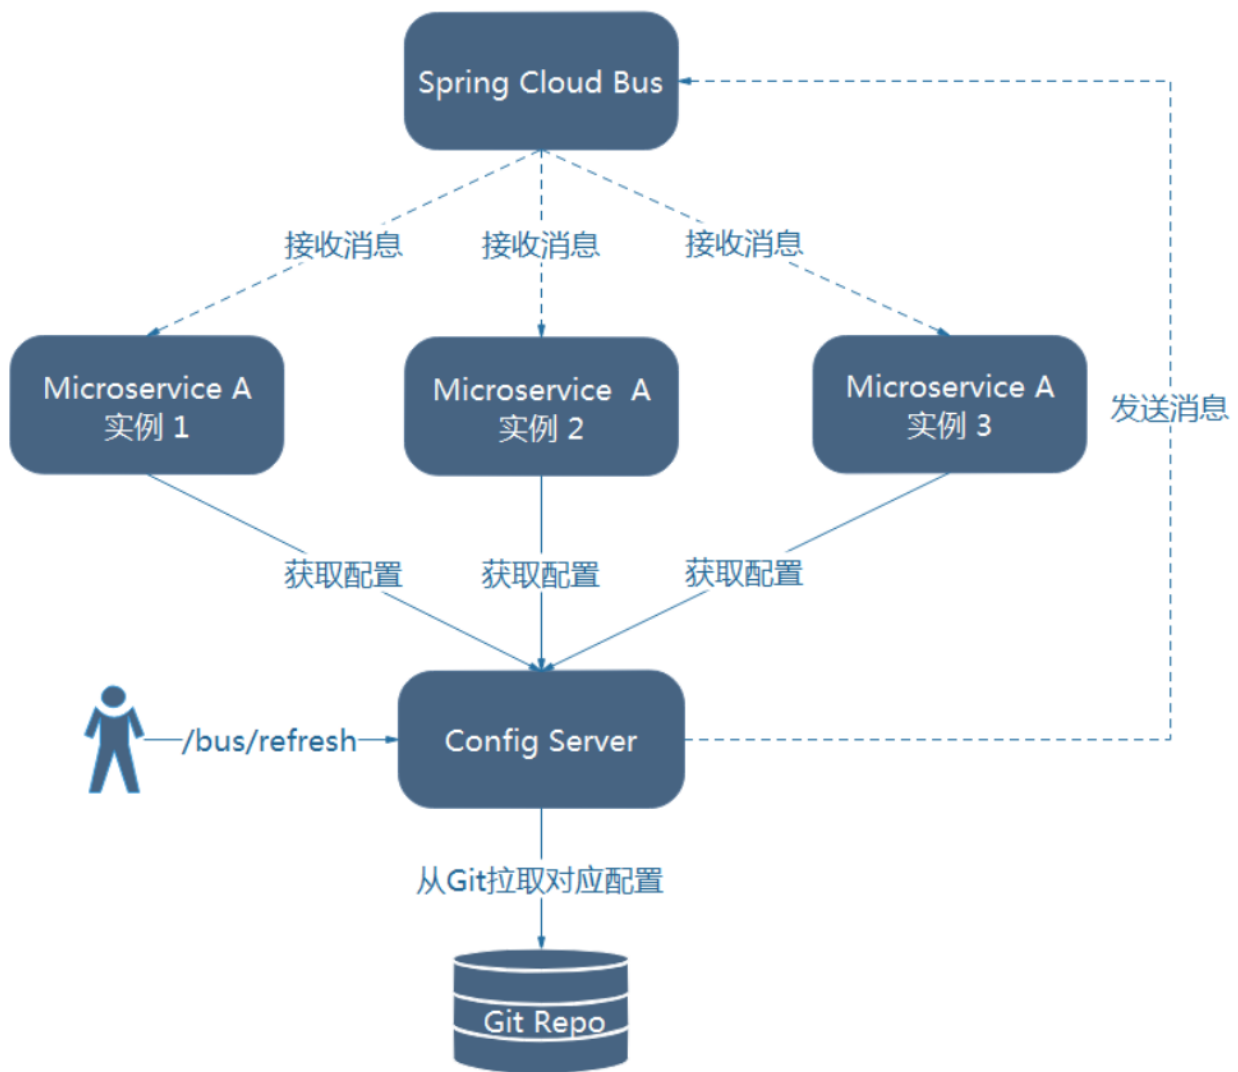 Spring Cloud Bus
接收消息
接收消息
接收消息
Microservice A
实例 1
Microservice  A
实例 2
Microservice A
实例 3
发送消息
获取配置
获取配置
获取配置
/bus/refresh
Config Server
从Git拉取对应配置
Git Repo